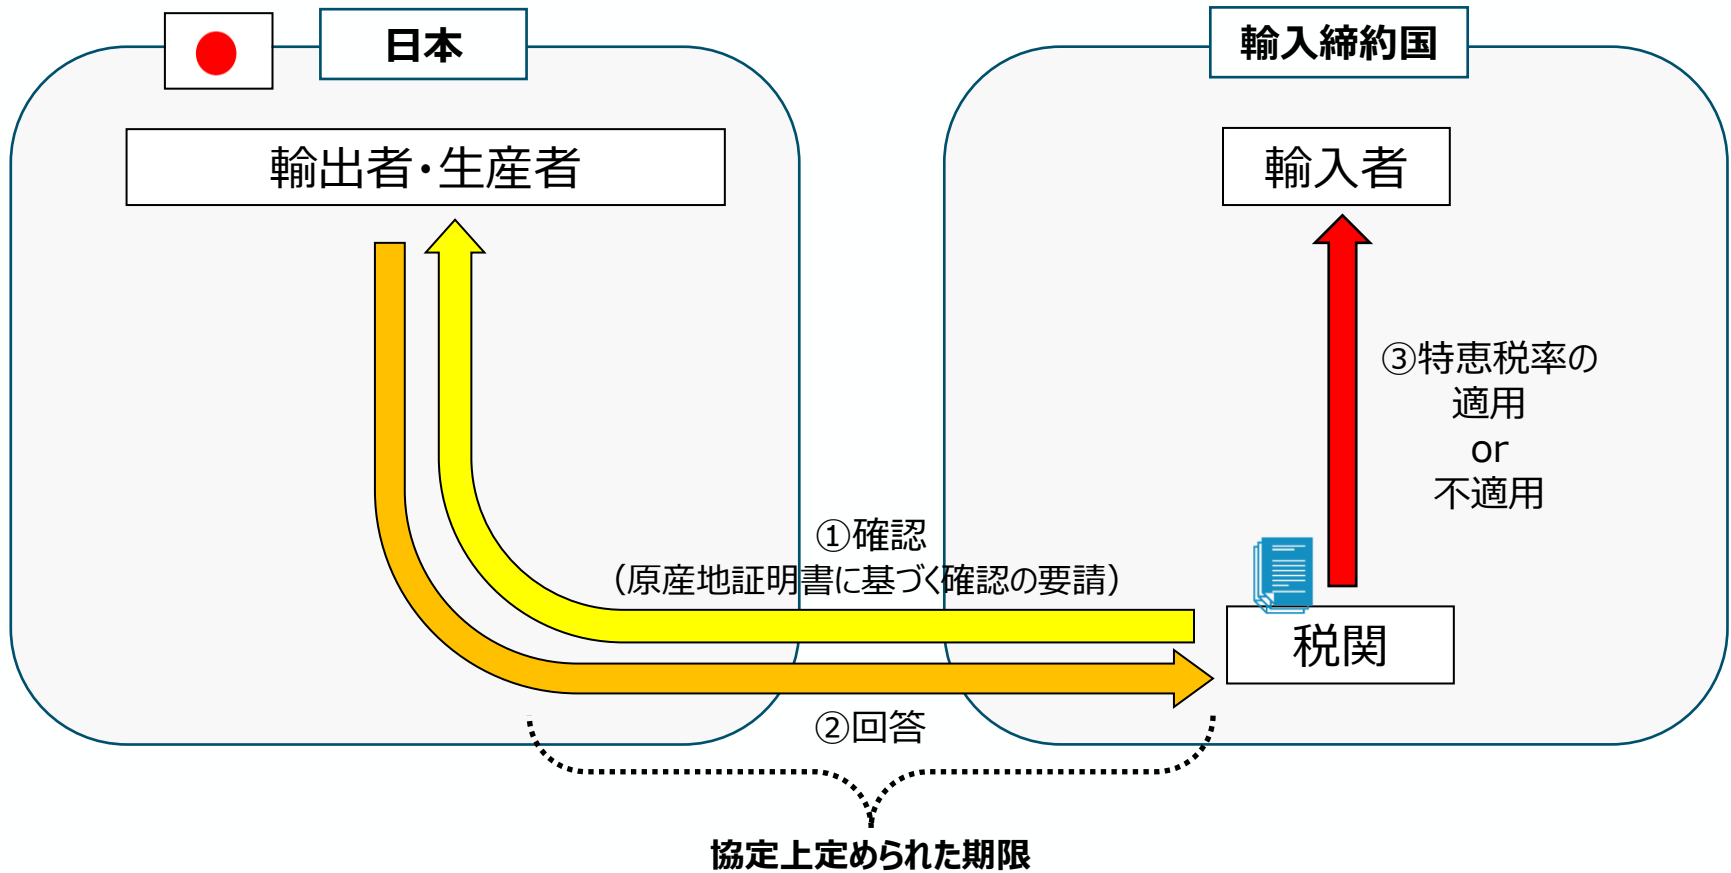 日本
輸入締約国
輸出者・生産者
輸入者
③特恵税率の
適用
or
不適用
①確認
（原産地証明書に基づく確認の要請）
税関
②回答
協定上定められた期限